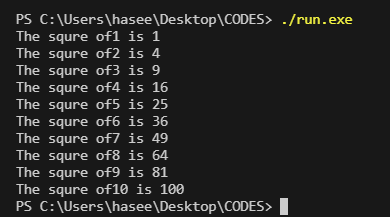 PS C:\Users\hasee\Desktop\CODES> ./run.exe
The squre of1 is 1
The squre of2 is 4
The squre of3 is 9
The squre of4 is 16
The squre of5 is 25
The squre of6 is 36
The squre of7 is 49
The squre of8 is 64
The squre of9 is 81
The squre of10 is 100
PS C:\Users\hasee\Desktop\CODES>